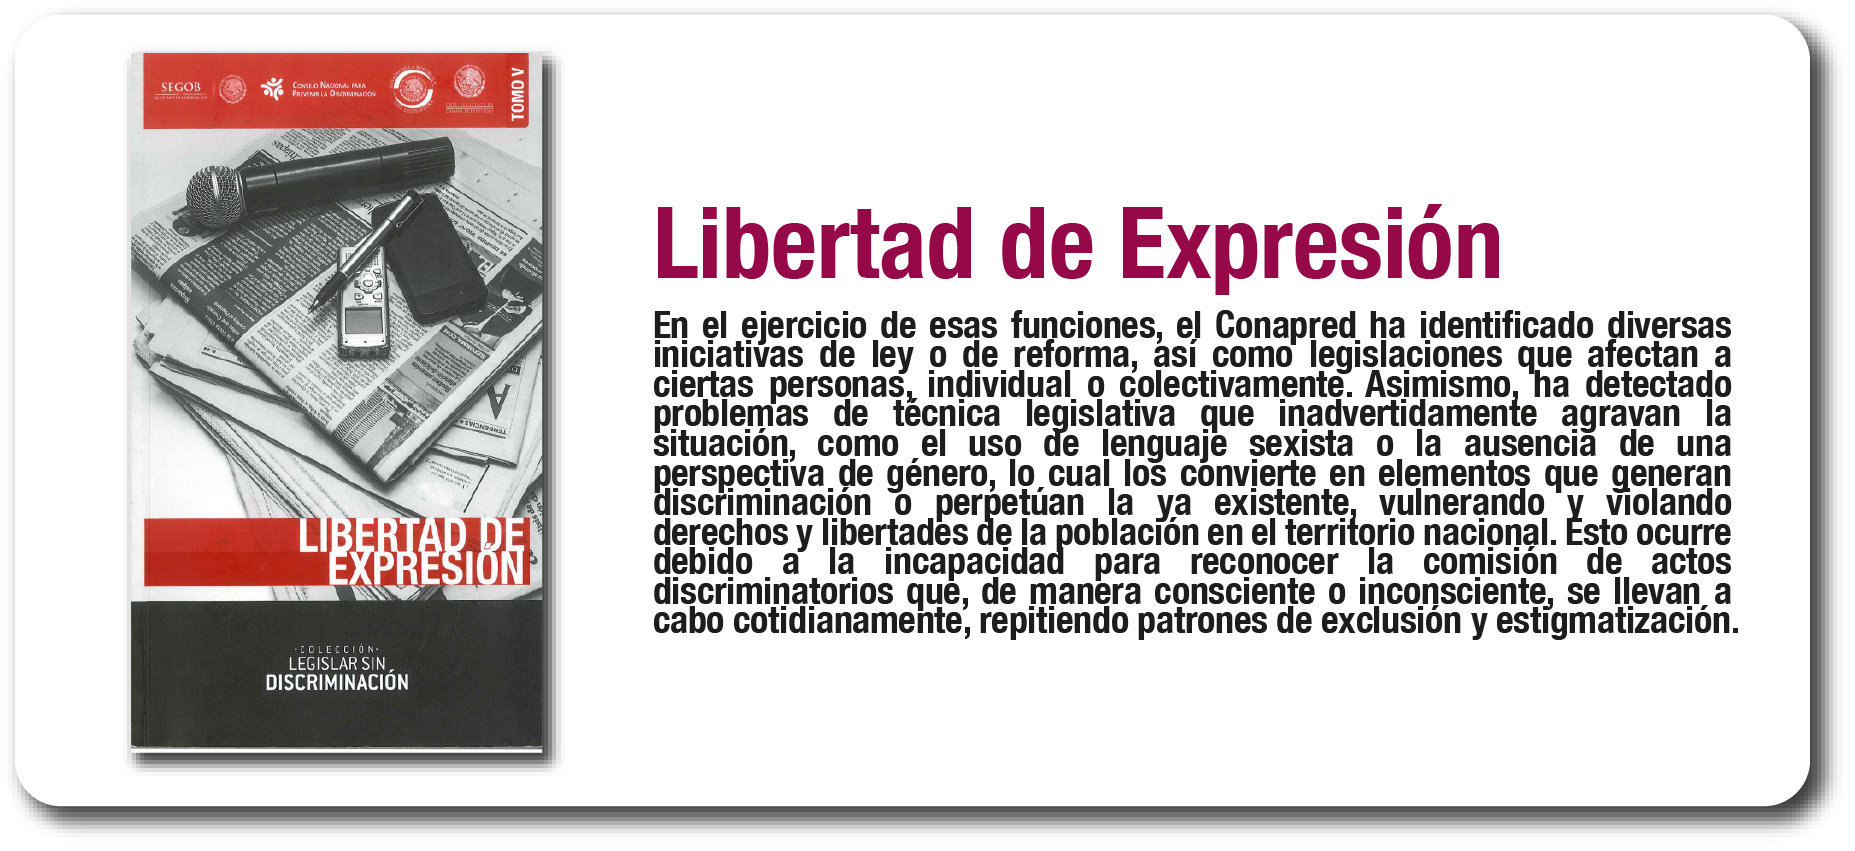 SEGOB
CONSEJO NACIONAL PARA
PREVENIR LA DISCRIMINACIÓN
TOMO V
LIBERTAD DE
EXPRESIÓN
·COLECCIÓN·
LEGISLAR SIN
DISCRIMINACIÓN
Libertad de Expresión
En el ejercicio de esas funciones, el Conapred ha identificado diversas
iniciativas de ley o de reforma, así como legislaciones que afectan a
ciertas personas, individual o colectivamente. Asimismo, ha detectado
problemas de técnica legislativa que inadvertidamente agravan la
situación, como el uso de lenguaje sexista o la ausencia de una
perspectiva de género, lo cual los convierte en elementos que generan
discriminación o perpetúan la ya existente, vulnerando y violando
derechos y libertades de la población en el territorio nacional. Esto ocurre
debido a la incapacidad para reconocer la comisión de actos
discriminatorios que, de manera consciente o inconsciente, se llevan a
cabo cotidianamente, repitiendo patrones de exclusión y estigmatización.